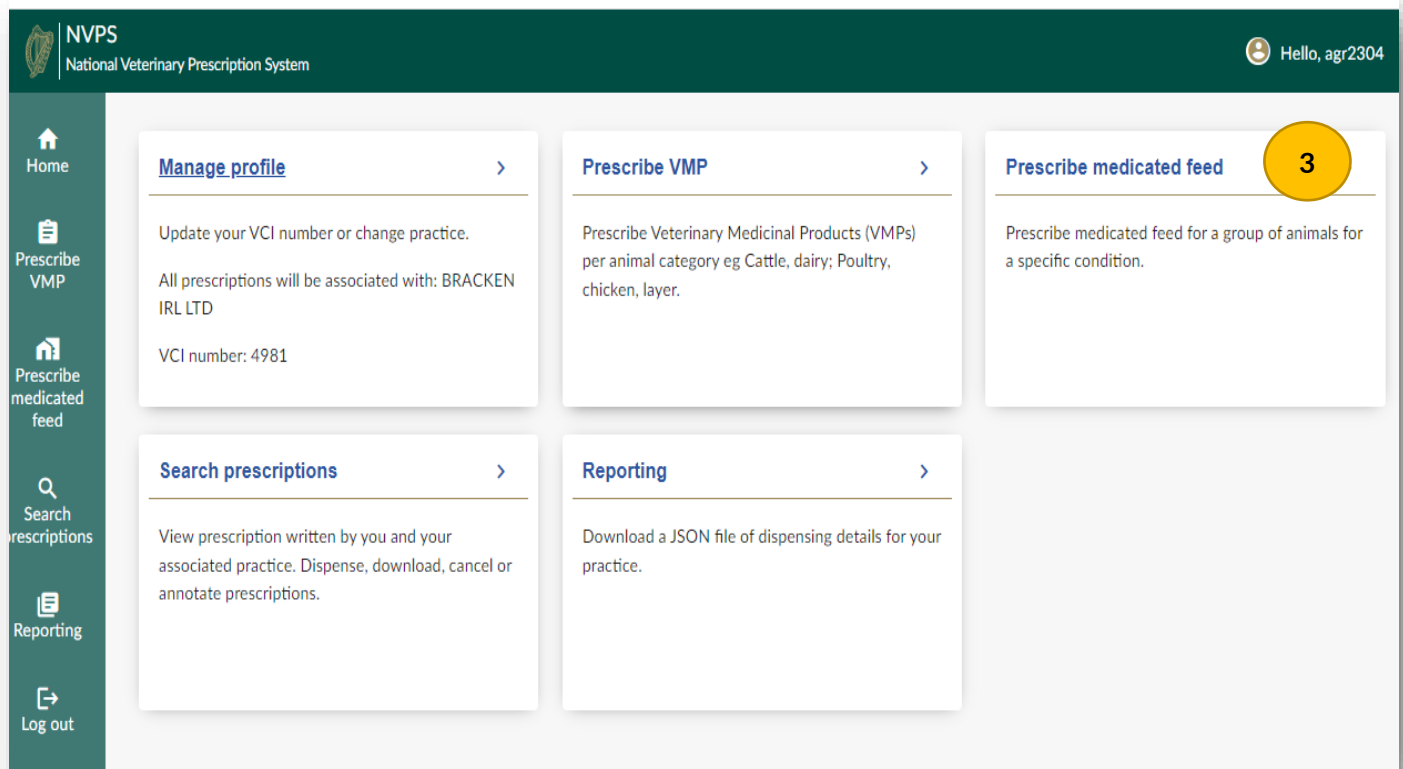 NVPS
National Veterinary Prescription System
Hello, agr2304
Home
Prescribe
VMP
Prescribe
medicated
feed
Search
prescriptions
Reporting
Log out
Manage profile
Update your VCI number or change practice.
All prescriptions will be associated with: BRACKEN
IRL LTD
VCI number: 4981
Prescribe VMP
Prescribe Veterinary Medicinal Products (VMPs)
per animal category eg Cattle, dairy; Poultry,
chicken, layer.
Prescribe medicated feed
3
Prescribe medicated feed for a group of animals for
a specific condition.
Search prescriptions
View prescription written by you and your
associated practice. Dispense, download, cancel or
annotate prescriptions.
Reporting
Download a JSON file of dispensing details for your
practice.